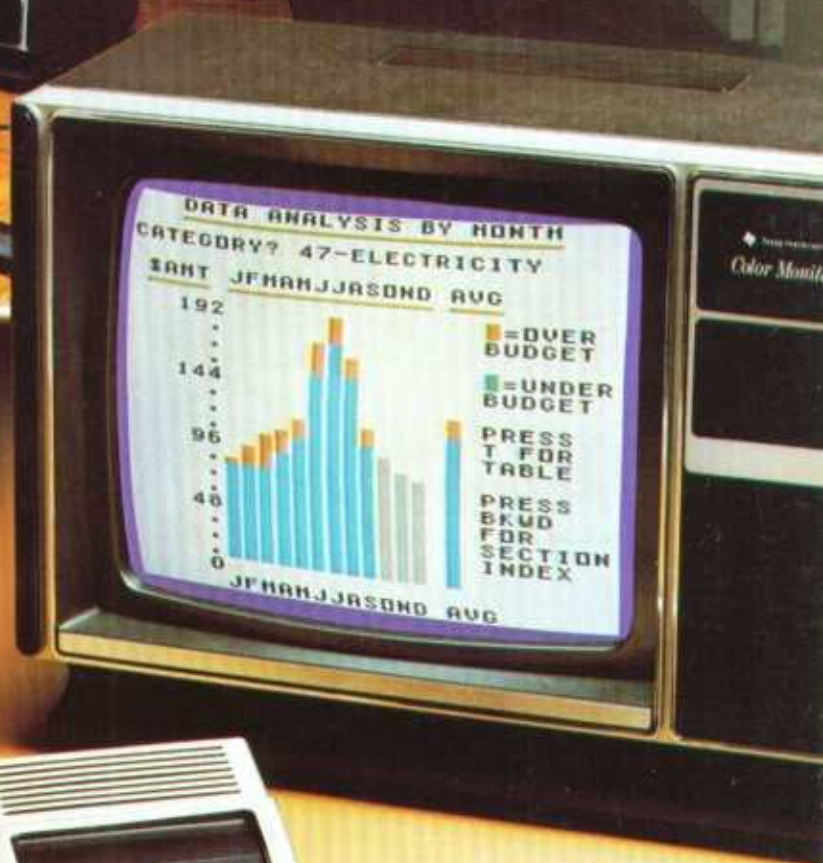 DATA ANALYSIS BY MONTH
CATEGORY? 47-ELECTRICITY
$AMT JFMAMJJASOND AVG
192
144
96
48
0
=OVER
BUDGET
=UNDER
BUDGET
PRESS
T FOR
TABLE
PRESS
BKWD
FOR
SECTION
INDEX
JFMAMJJASOND AVG
Color